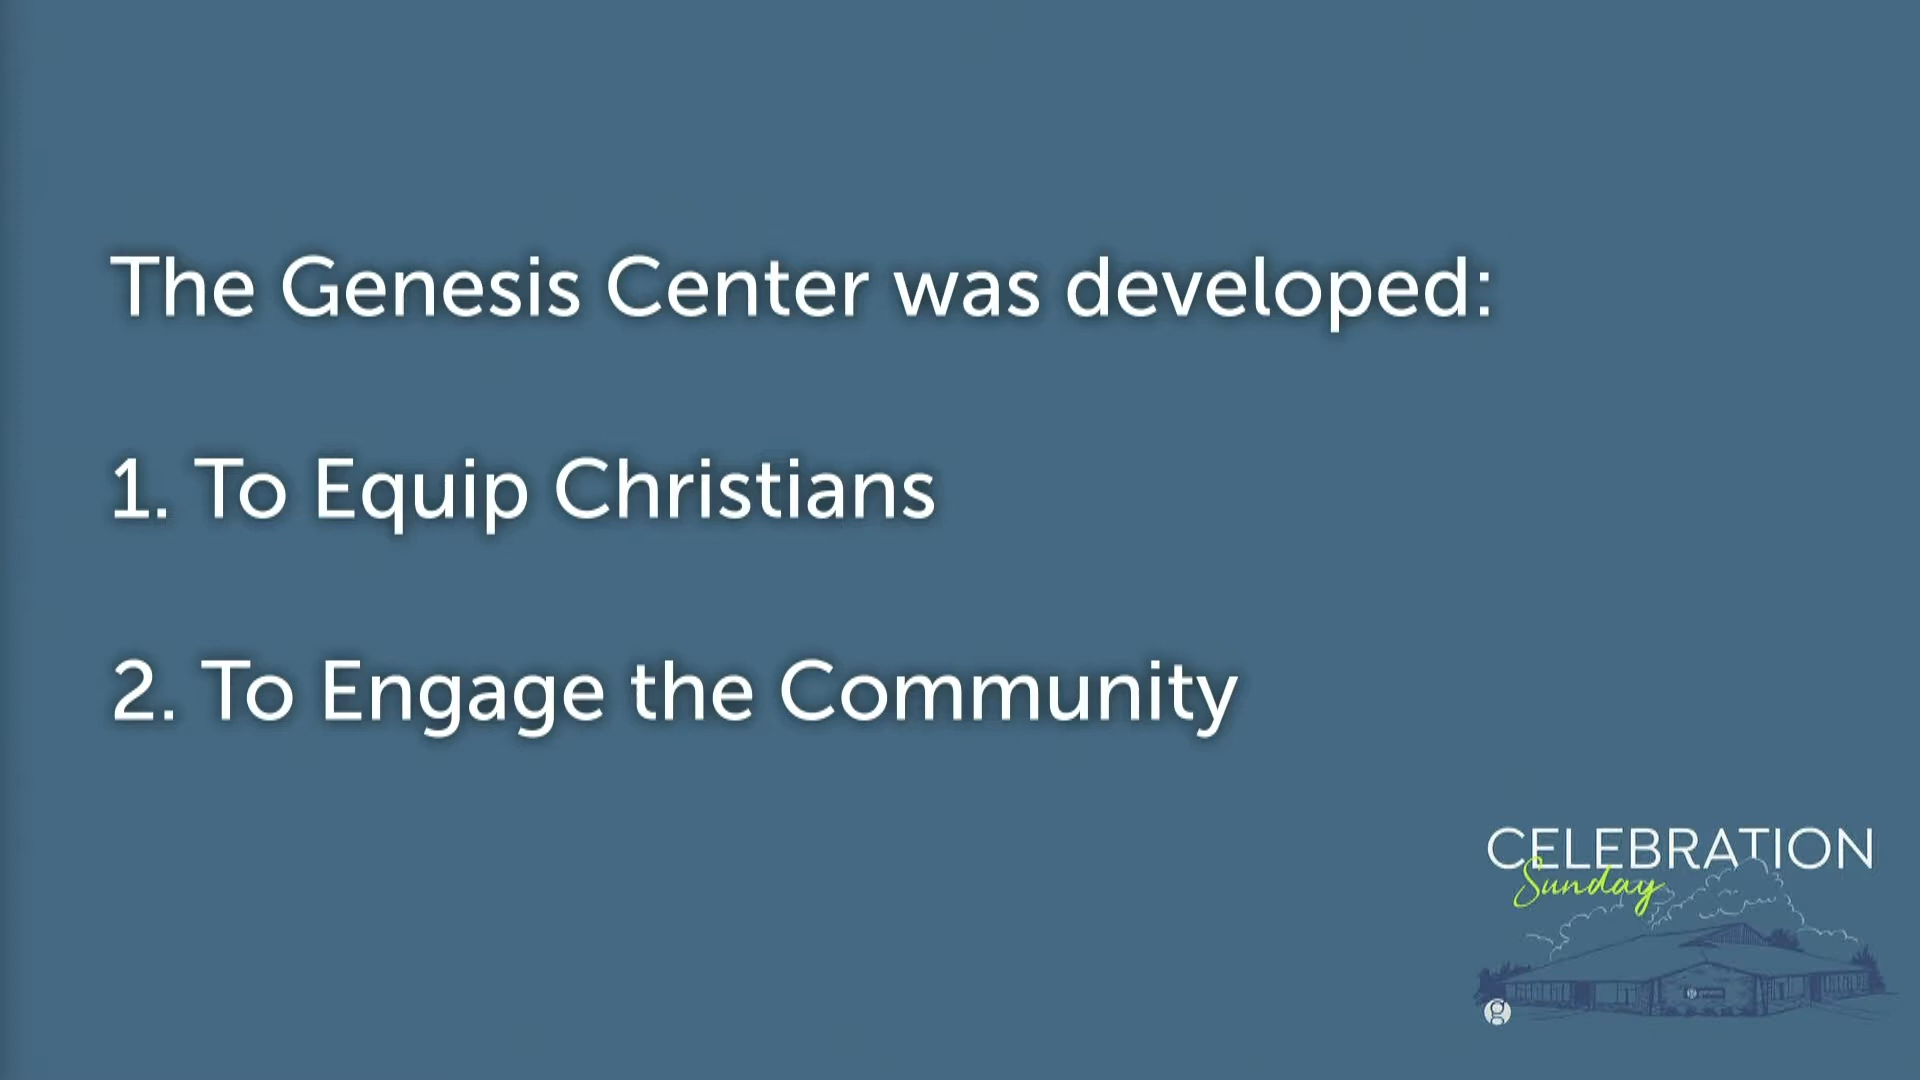 The Genesis Center was developed:
1. To Equip Christians
2. To Engage the Community
CELEBRATION
Sunday
g